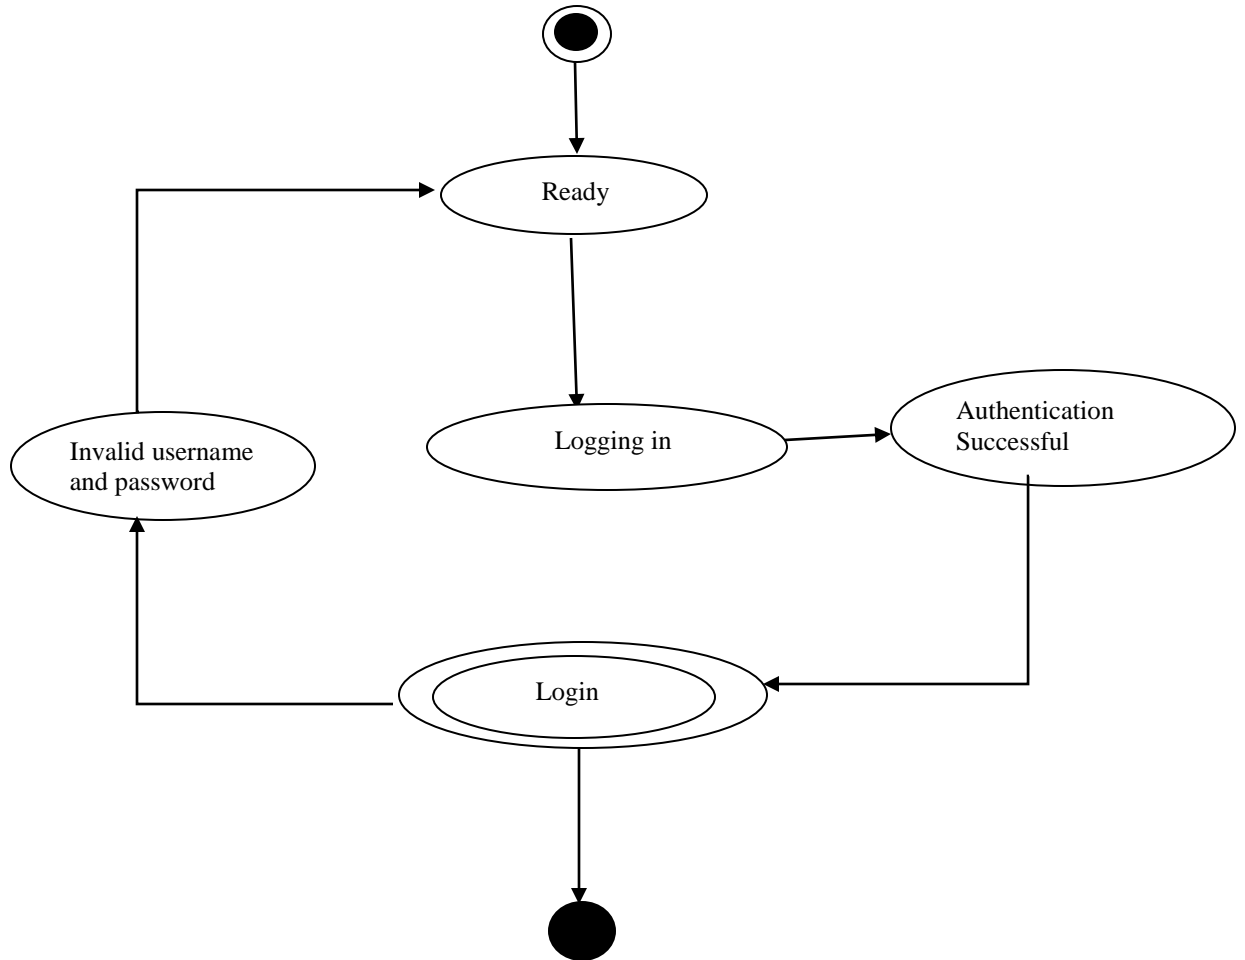 Ready
Logging in
Authentication
Successful
Invalid username
and password
Login